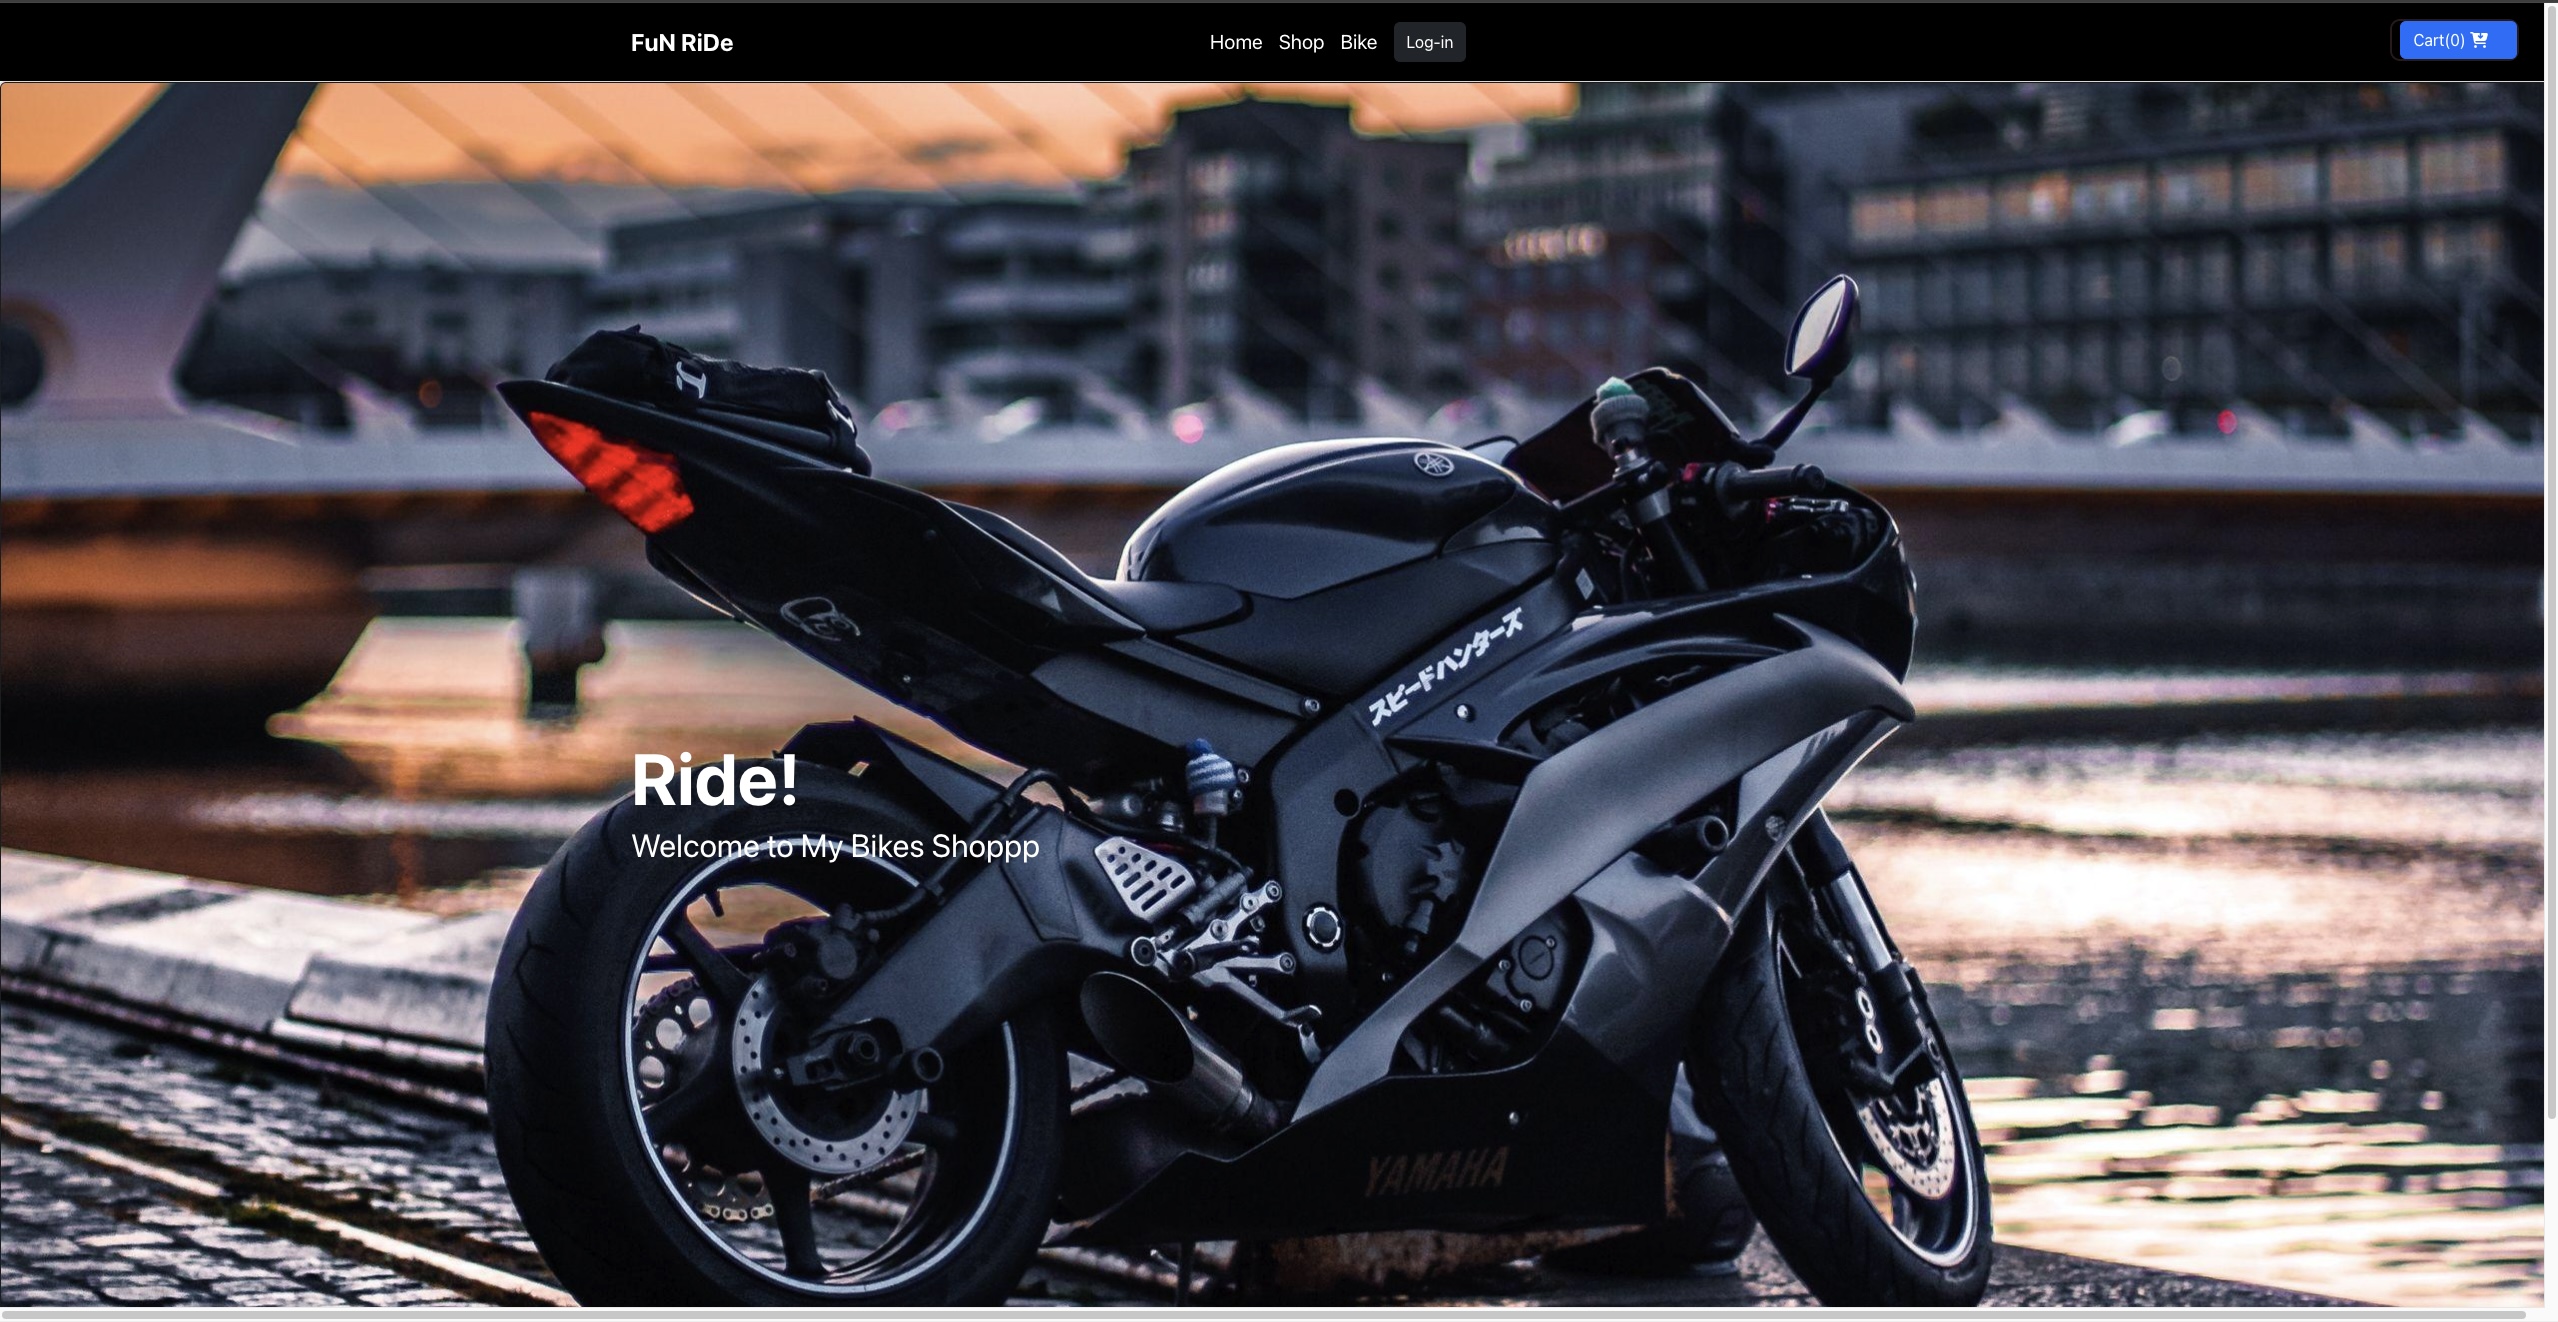 FuN RiDe
Home Shop Bike Log-in
Cart(0)
スピードハンターズ
Ride!
Welcome to My Bikes Shoppp
YAMAHA